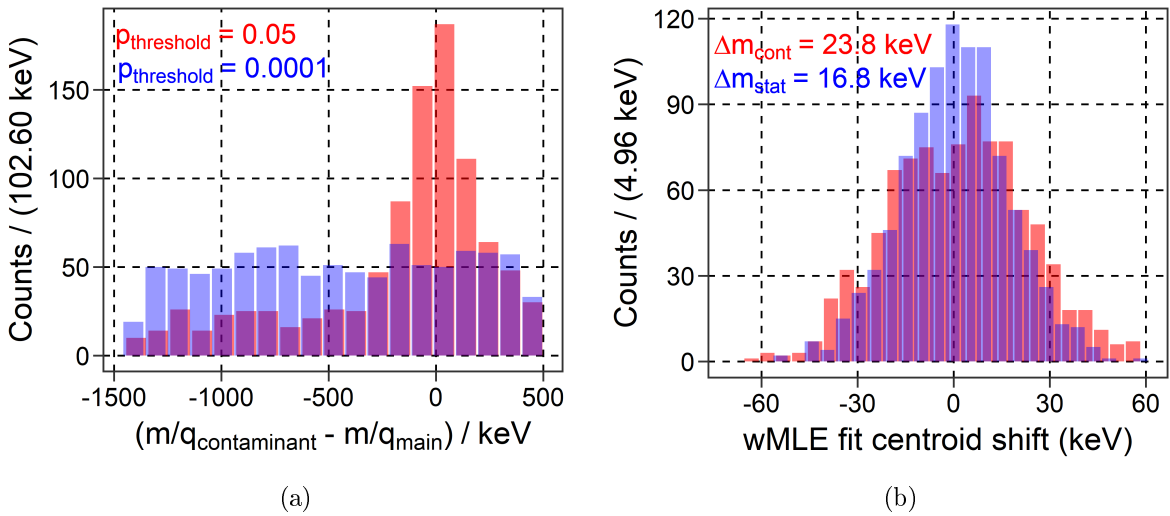 p_threshold = 0.05
p_threshold = 0.0001
Counts / (102.60 keV)
150
100
50
0
-1500
-1000
-500
0
500
(m/q_contaminant - m/q_main) / keV
(a)
Δm_cont = 23.8 keV
Δm_stat = 16.8 keV
Counts / (4.96 keV)
120
90
60
30
0
-60
-30
0
30
60
wMLE fit centroid shift (keV)
(b)